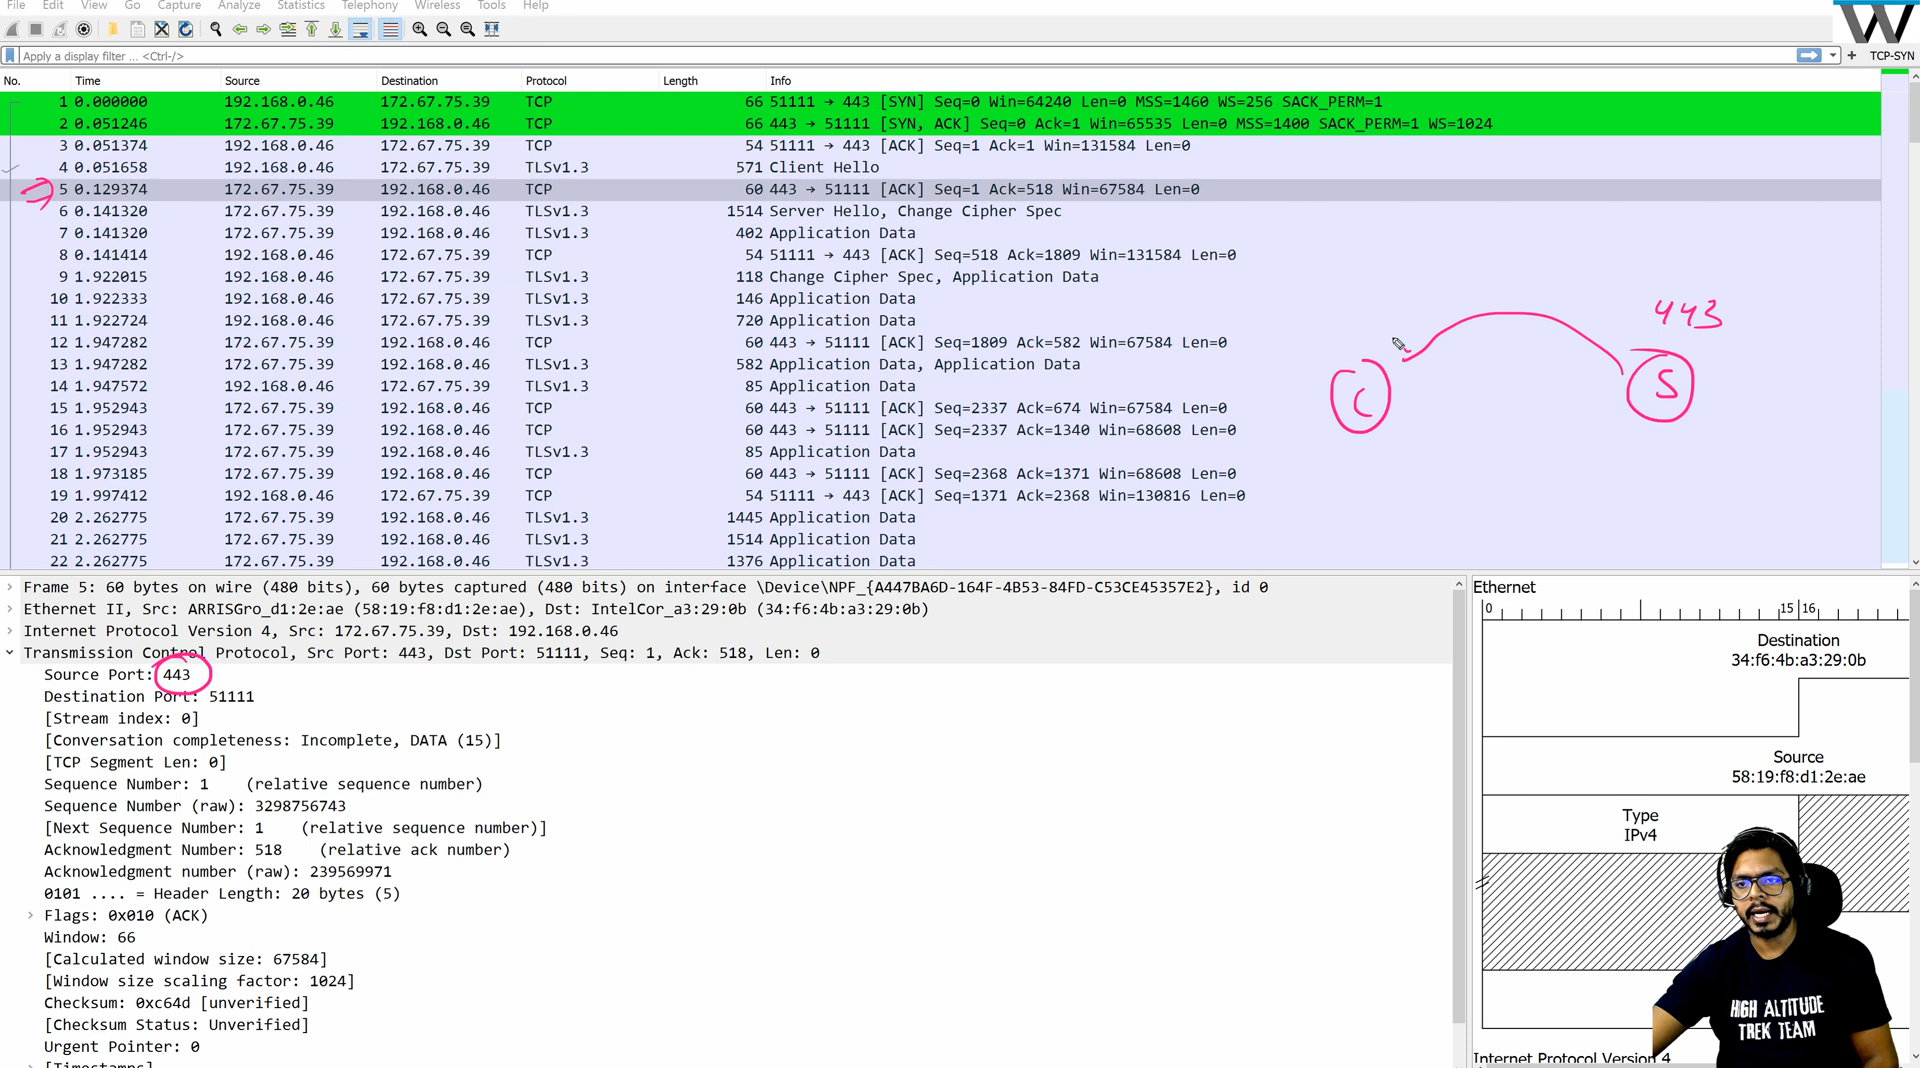 File Edit View Go Capture Analyze Statistics Telephony Wireless Tools Help
W
Apply a display filter ... <Ctrl-/> + TCP-SYN
No. Time Source Destination Protocol Length Info
1 0.000000 192.168.0.46 172.67.75.39 TCP 66 51111 → 443 [SYN] Seq=0 Win=64240 Len=0 MSS=1460 WS=256 SACK_PERM=1
2 0.051246 172.67.75.39 192.168.0.46 TCP 66 443 → 51111 [SYN, ACK] Seq=0 Ack=1 Win=65535 Len=0 MSS=1400 SACK_PERM=1 WS=1024
3 0.051374 192.168.0.46 172.67.75.39 TCP 54 51111 → 443 [ACK] Seq=1 Ack=1 Win=131584 Len=0
4 0.051658 192.168.0.46 172.67.75.39 TLSv1.3 571 Client Hello
5 0.129374 172.67.75.39 192.168.0.46 TCP 60 443 → 51111 [ACK] Seq=1 Ack=518 Win=67584 Len=0
6 0.141320 172.67.75.39 192.168.0.46 TLSv1.3 1514 Server Hello, Change Cipher Spec
7 0.141320 172.67.75.39 192.168.0.46 TLSv1.3 402 Application Data
8 0.141414 192.168.0.46 172.67.75.39 TCP 54 51111 → 443 [ACK] Seq=518 Ack=1809 Win=131584 Len=0
9 1.922015 192.168.0.46 172.67.75.39 TLSv1.3 118 Change Cipher Spec, Application Data
10 1.922333 192.168.0.46 172.67.75.39 TLSv1.3 146 Application Data
11 1.922724 192.168.0.46 172.67.75.39 TLSv1.3 720 Application Data
12 1.947282 172.67.75.39 192.168.0.46 TCP 60 443 → 51111 [ACK] Seq=1809 Ack=582 Win=67584 Len=0
13 1.947282 172.67.75.39 192.168.0.46 TLSv1.3 582 Application Data, Application Data
14 1.947572 192.168.0.46 172.67.75.39 TLSv1.3 85 Application Data
15 1.952943 172.67.75.39 192.168.0.46 TCP 60 443 → 51111 [ACK] Seq=2337 Ack=674 Win=67584 Len=0
16 1.952943 172.67.75.39 192.168.0.46 TCP 60 443 → 51111 [ACK] Seq=2337 Ack=1340 Win=68608 Len=0
17 1.952943 172.67.75.39 192.168.0.46 TLSv1.3 85 Application Data
18 1.973185 172.67.75.39 192.168.0.46 TCP 60 443 → 51111 [ACK] Seq=2368 Ack=1371 Win=68608 Len=0
19 1.997412 192.168.0.46 172.67.75.39 TCP 54 51111 → 443 [ACK] Seq=1371 Ack=2368 Win=130816 Len=0
20 2.262775 172.67.75.39 192.168.0.46 TLSv1.3 1445 Application Data
21 2.262775 172.67.75.39 192.168.0.46 TLSv1.3 1514 Application Data
22 2.262775 172.67.75.39 192.168.0.46 TLSv1.3 1376 Application Data
443
C S
Frame 5: 60 bytes on wire (480 bits), 60 bytes captured (480 bits) on interface \Device\NPF_{A447BA6D-164F-4B53-84FD-C53CE45357E2}, id 0
Ethernet II, Src: ARRISGro_d1:2e:ae (58:19:f8:d1:2e:ae), Dst: IntelCor_a3:29:0b (34:f6:4b:a3:29:0b)
Internet Protocol Version 4, Src: 172.67.75.39, Dst: 192.168.0.46
Transmission Control Protocol, Src Port: 443, Dst Port: 51111, Seq: 1, Ack: 518, Len: 0
Source Port: 443
Destination Port: 51111
[Stream index: 0]
[Conversation completeness: Incomplete, DATA (15)]
[TCP Segment Len: 0]
Sequence Number: 1 (relative sequence number)
Sequence Number (raw): 3298756743
[Next Sequence Number: 1 (relative sequence number)]
Acknowledgment Number: 518 (relative ack number)
Acknowledgment number (raw): 239569971
0101 .... = Header Length: 20 bytes (5)
Flags: 0x010 (ACK)
Window: 66
[Calculated window size: 67584]
[Window size scaling factor: 1024]
Checksum: 0xc64d [unverified]
[Checksum Status: Unverified]
Urgent Pointer: 0
[Timestamps]
Ethernet
0 15 16
Destination
34:f6:4b:a3:29:0b
Source
58:19:f8:d1:2e:ae
Type
IPv4
Internet Protocol Version 4
HIGH ALTITUDE
TREK TEAM